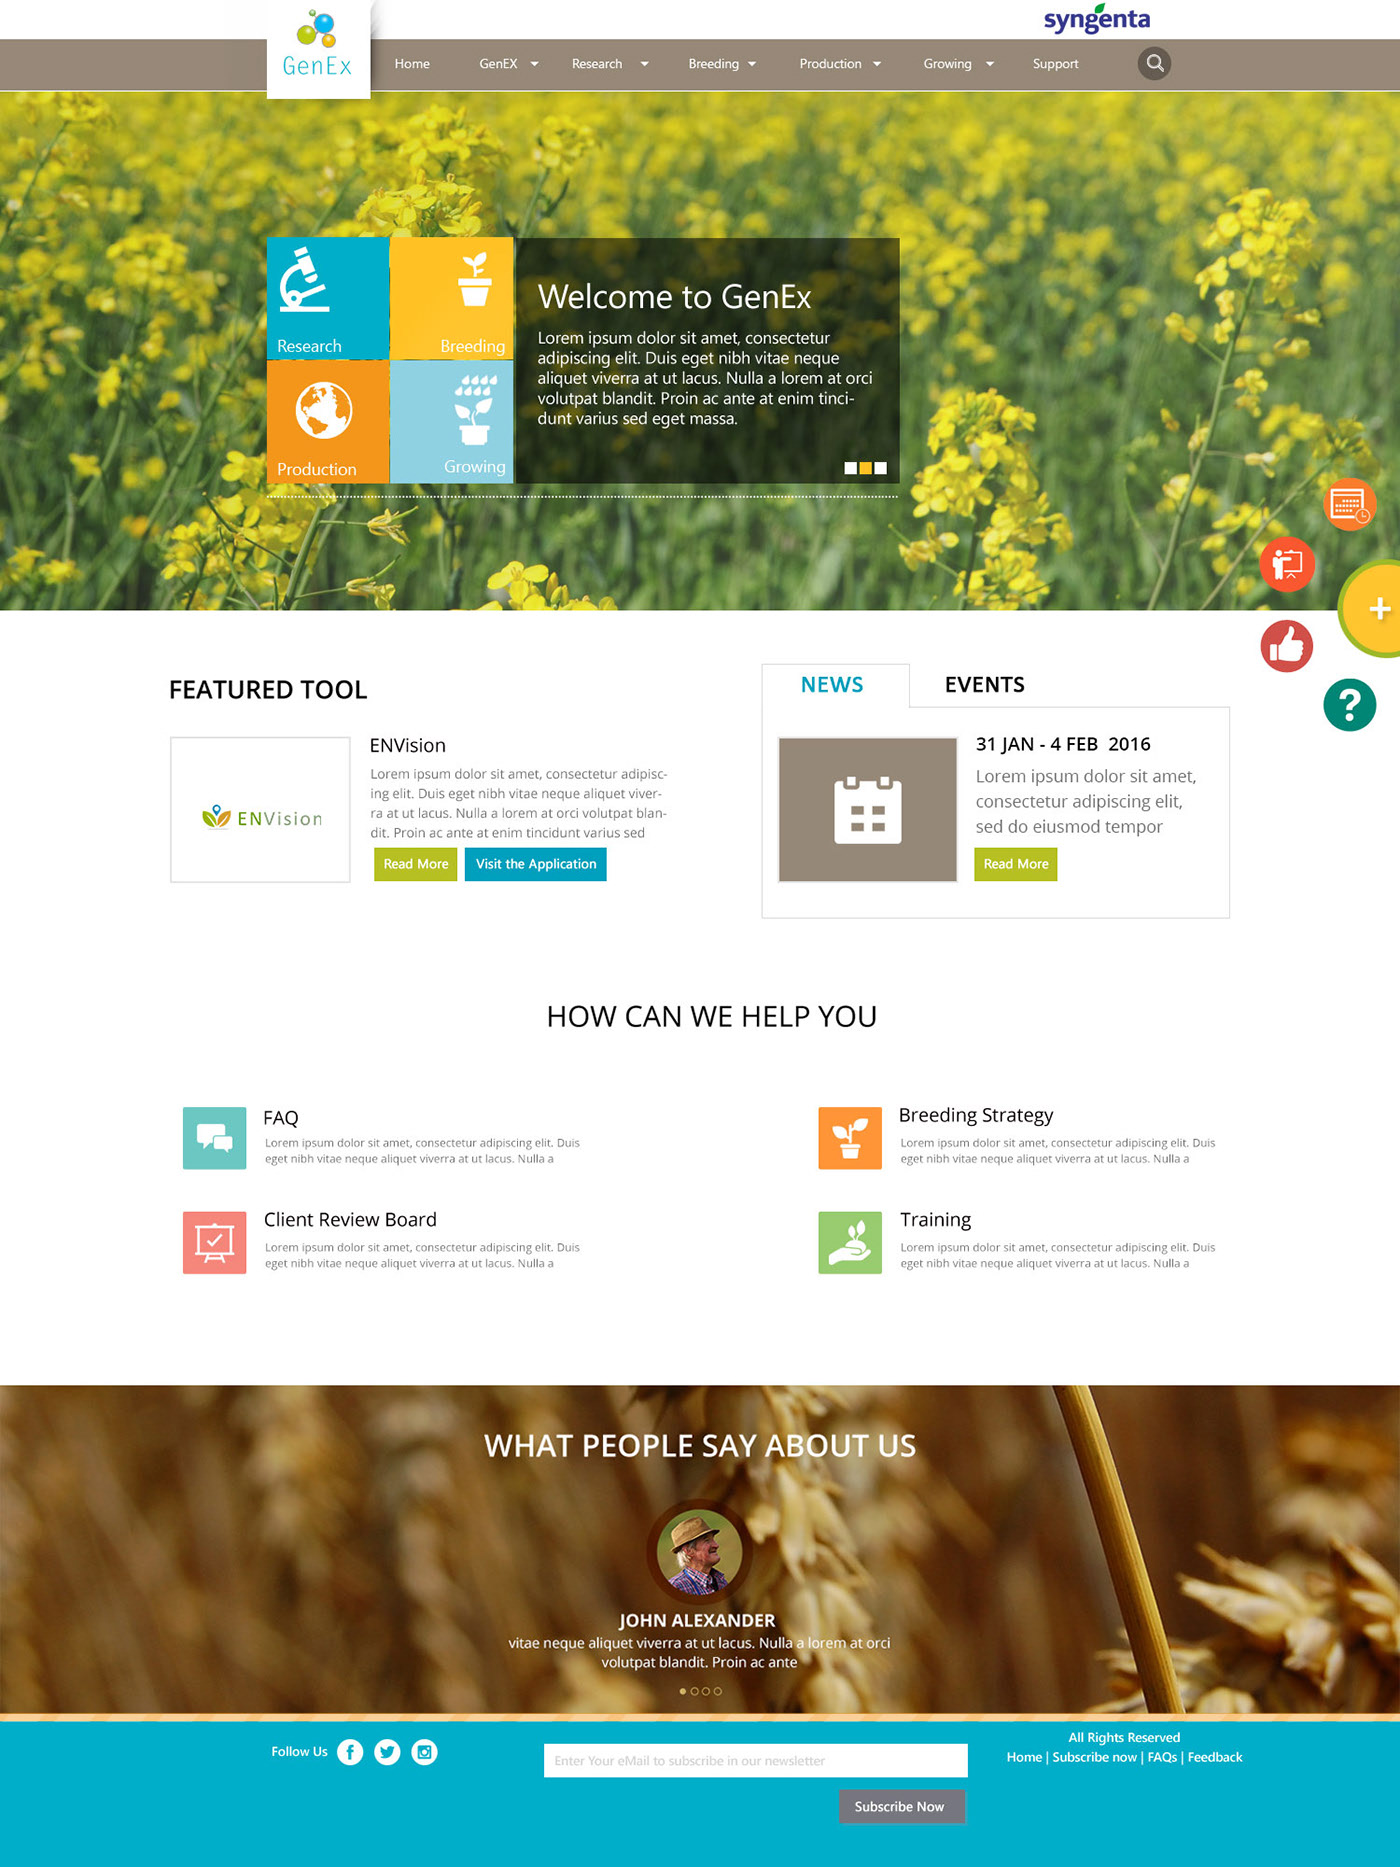 syngenta
GenEx
Home GenEX Research Breeding Production Growing Support
Research
Breeding
Production
Growing
Welcome to GenEx
Lorem ipsum dolor sit amet, consectetur
adipiscing elit. Duis eget nibh vitae neque
aliquet viverra at ut lacus. Nulla a lorem at orci
volutpat blandit. Proin ac ante at enim tinci-
dunt varius sed eget massa.
+
?
FEATURED TOOL
ENVision
ENVision
Lorem ipsum dolor sit amet, consectetur adipisc-
ing elit. Duis eget nibh vitae neque aliquet viver-
ra at ut lacus. Nulla a lorem at orci volutpat blan-
dit. Proin ac ante at enim tincidunt varius sed
Read More Visit the Application
NEWS EVENTS
31 JAN - 4 FEB 2016
Lorem ipsum dolor sit amet,
consectetur adipiscing elit,
sed do eiusmod tempor
Read More
HOW CAN WE HELP YOU
FAQ
Lorem ipsum dolor sit amet, consectetur adipiscing elit. Duis
eget nibh vitae neque aliquet viverra at ut lacus. Nulla a
Breeding Strategy
Lorem ipsum dolor sit amet, consectetur adipiscing elit. Duis
eget nibh vitae neque aliquet viverra at ut lacus. Nulla a
Client Review Board
Lorem ipsum dolor sit amet, consectetur adipiscing elit. Duis
eget nibh vitae neque aliquet viverra at ut lacus. Nulla a
Training
Lorem ipsum dolor sit amet, consectetur adipiscing elit. Duis
eget nibh vitae neque aliquet viverra at ut lacus. Nulla a
WHAT PEOPLE SAY ABOUT US
JOHN ALEXANDER
vitae neque aliquet viverra at ut lacus. Nulla a lorem at orci
volutpat blandit. Proin ac ante
Follow Us
Enter Your eMail to subscribe in our newsletter
Subscribe Now
All Rights Reserved
Home | Subscribe now | FAQs | Feedback